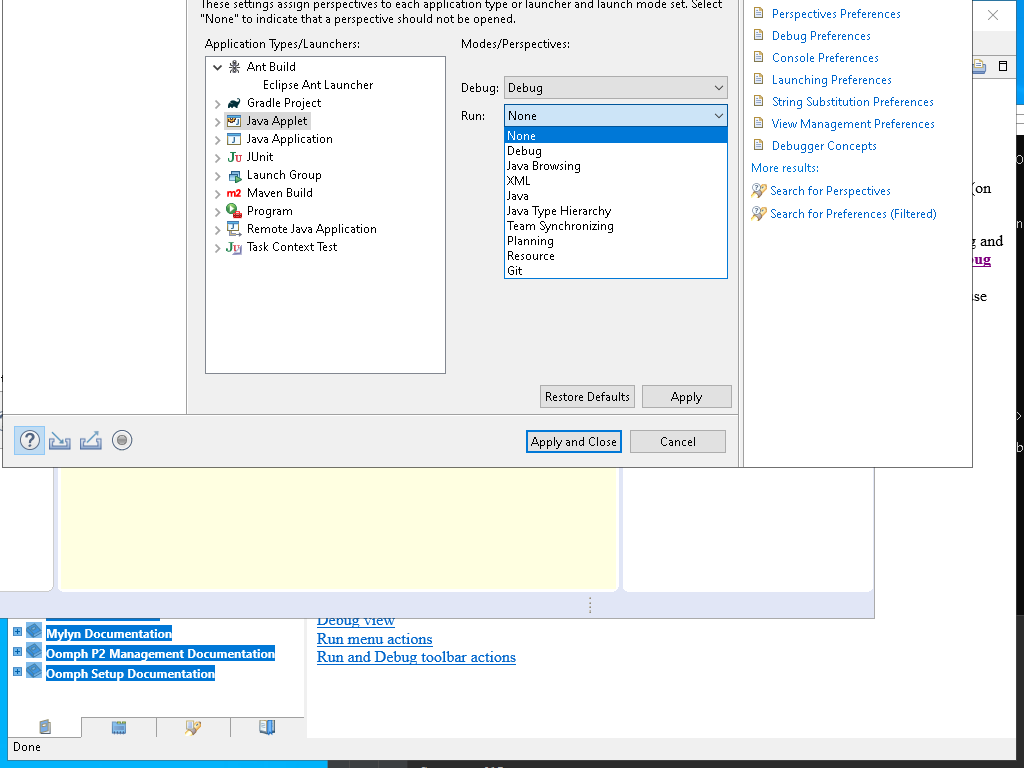 These settings assign perspectives to each application type or launcher and launch mode set. Select
"None" to indicate that a perspective should not be opened.
Application Types/Launchers:
Modes/Perspectives:
Ant Build
Eclipse Ant Launcher
Gradle Project
Java Applet
Java Application
JUnit
Launch Group
Maven Build
Program
Remote Java Application
Task Context Test
Debug: Debug
Run: None
None
Debug
Java Browsing
XML
Java
Java Type Hierarchy
Team Synchronizing
Planning
Resource
Git
Restore Defaults
Apply
Apply and Close
Cancel
Perspectives Preferences
Debug Preferences
Console Preferences
Launching Preferences
String Substitution Preferences
View Management Preferences
Debugger Concepts
More results:
Search for Perspectives
Search for Preferences (Filtered)
(on
and
Mylyn Documentation
Oomph P2 Management Documentation
Oomph Setup Documentation
Debug view
Run menu actions
Run and Debug toolbar actions
Done